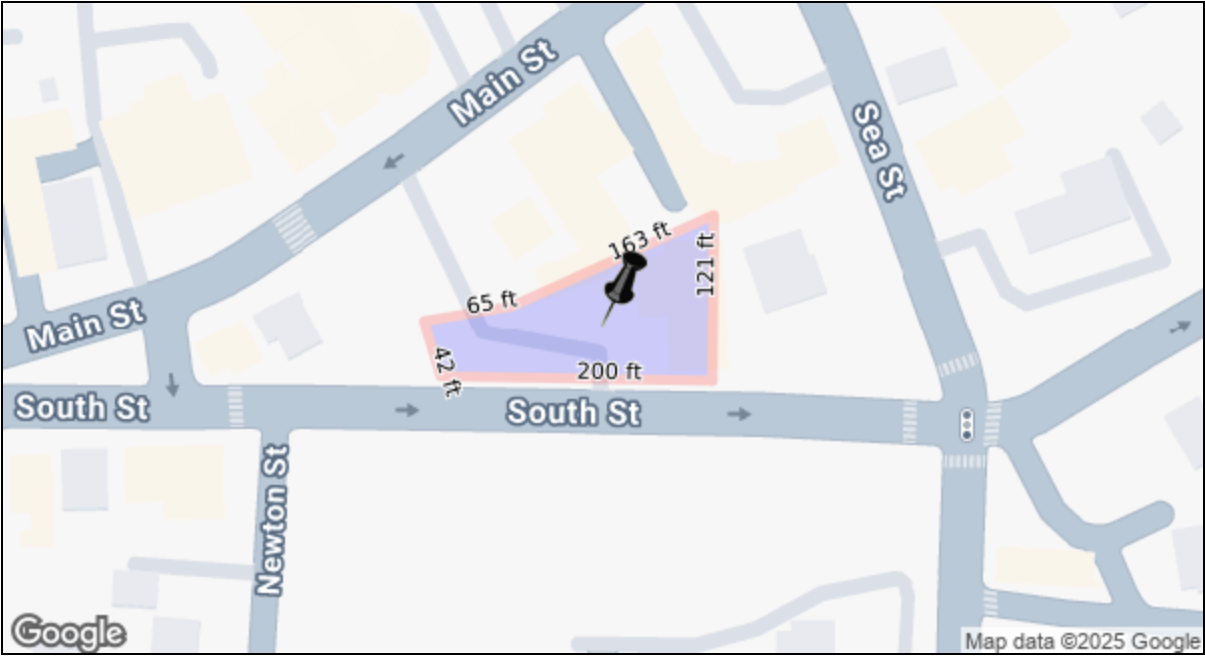 Main St
Sea St
163 ft
121 ft
65 ft
Main St
42 ft
200 ft
South St
South St
Newton St
Google
Map data ©2025 Google